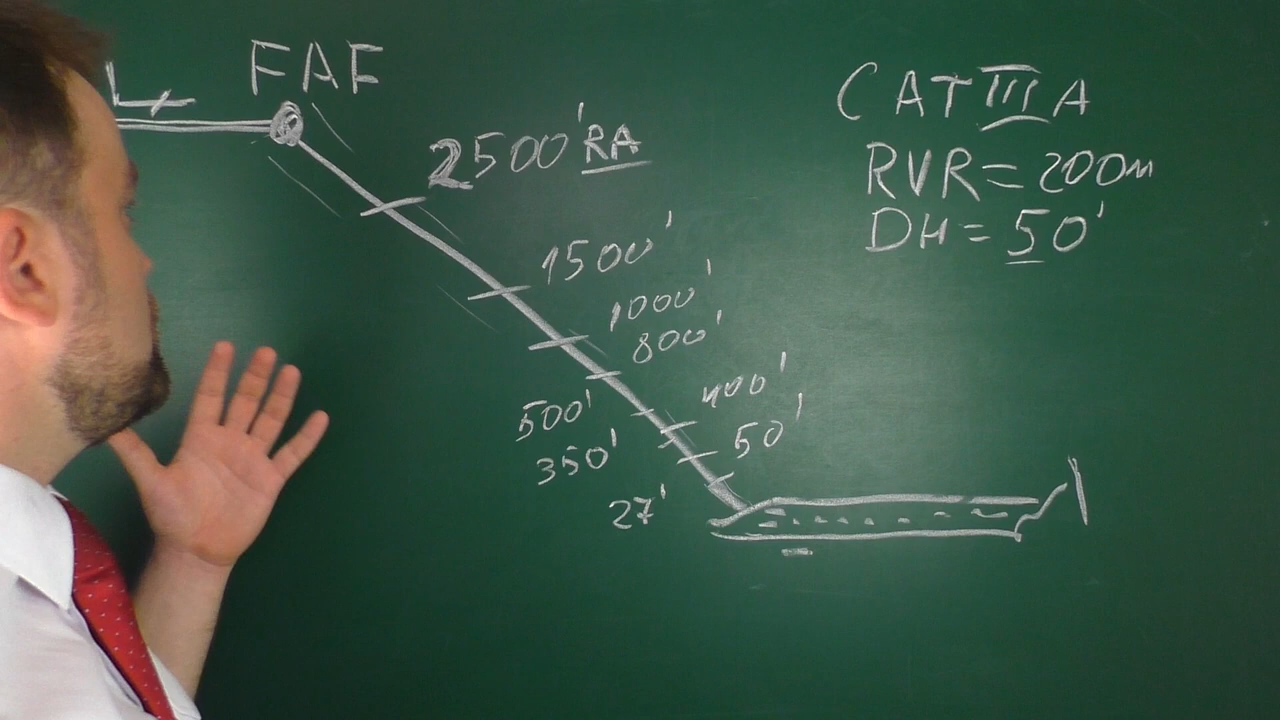 FAF
2500' RA
1500'
1000'
800'
500'
400'
350'
50'
27'
CAT III A
RVR = 200m
DH = 50'